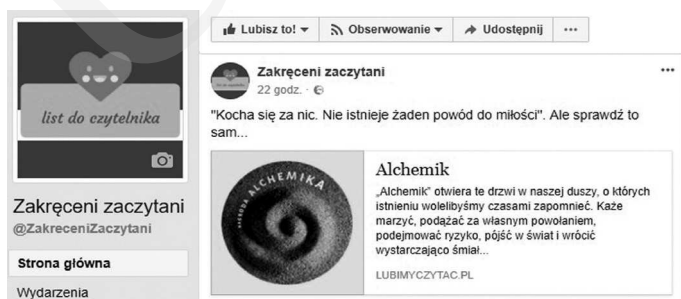 list do czytelnika
Zakręceni zaczytani
@ZakreceniZaczytani
Strona główna
Wydarzenia
Lubisz to!
Obserwowanie
Udostępnij
Zakręceni zaczytani
22 godz.
"Kocha się za nic. Nie istnieje żaden powód do miłości". Ale sprawdź to
sam...
ALCHEMIKA
Alchemik
„Alchemik" otwiera te drzwi w naszej duszy, o których
istnieniu wolelibyśmy czasami zapomnieć. Każe
marzyć, podążać za własnym powołaniem,
podejmować ryzyko, pójść w świat i wrócić
wystarczająco śmiał...
LUBIMYCZYTAC.PL